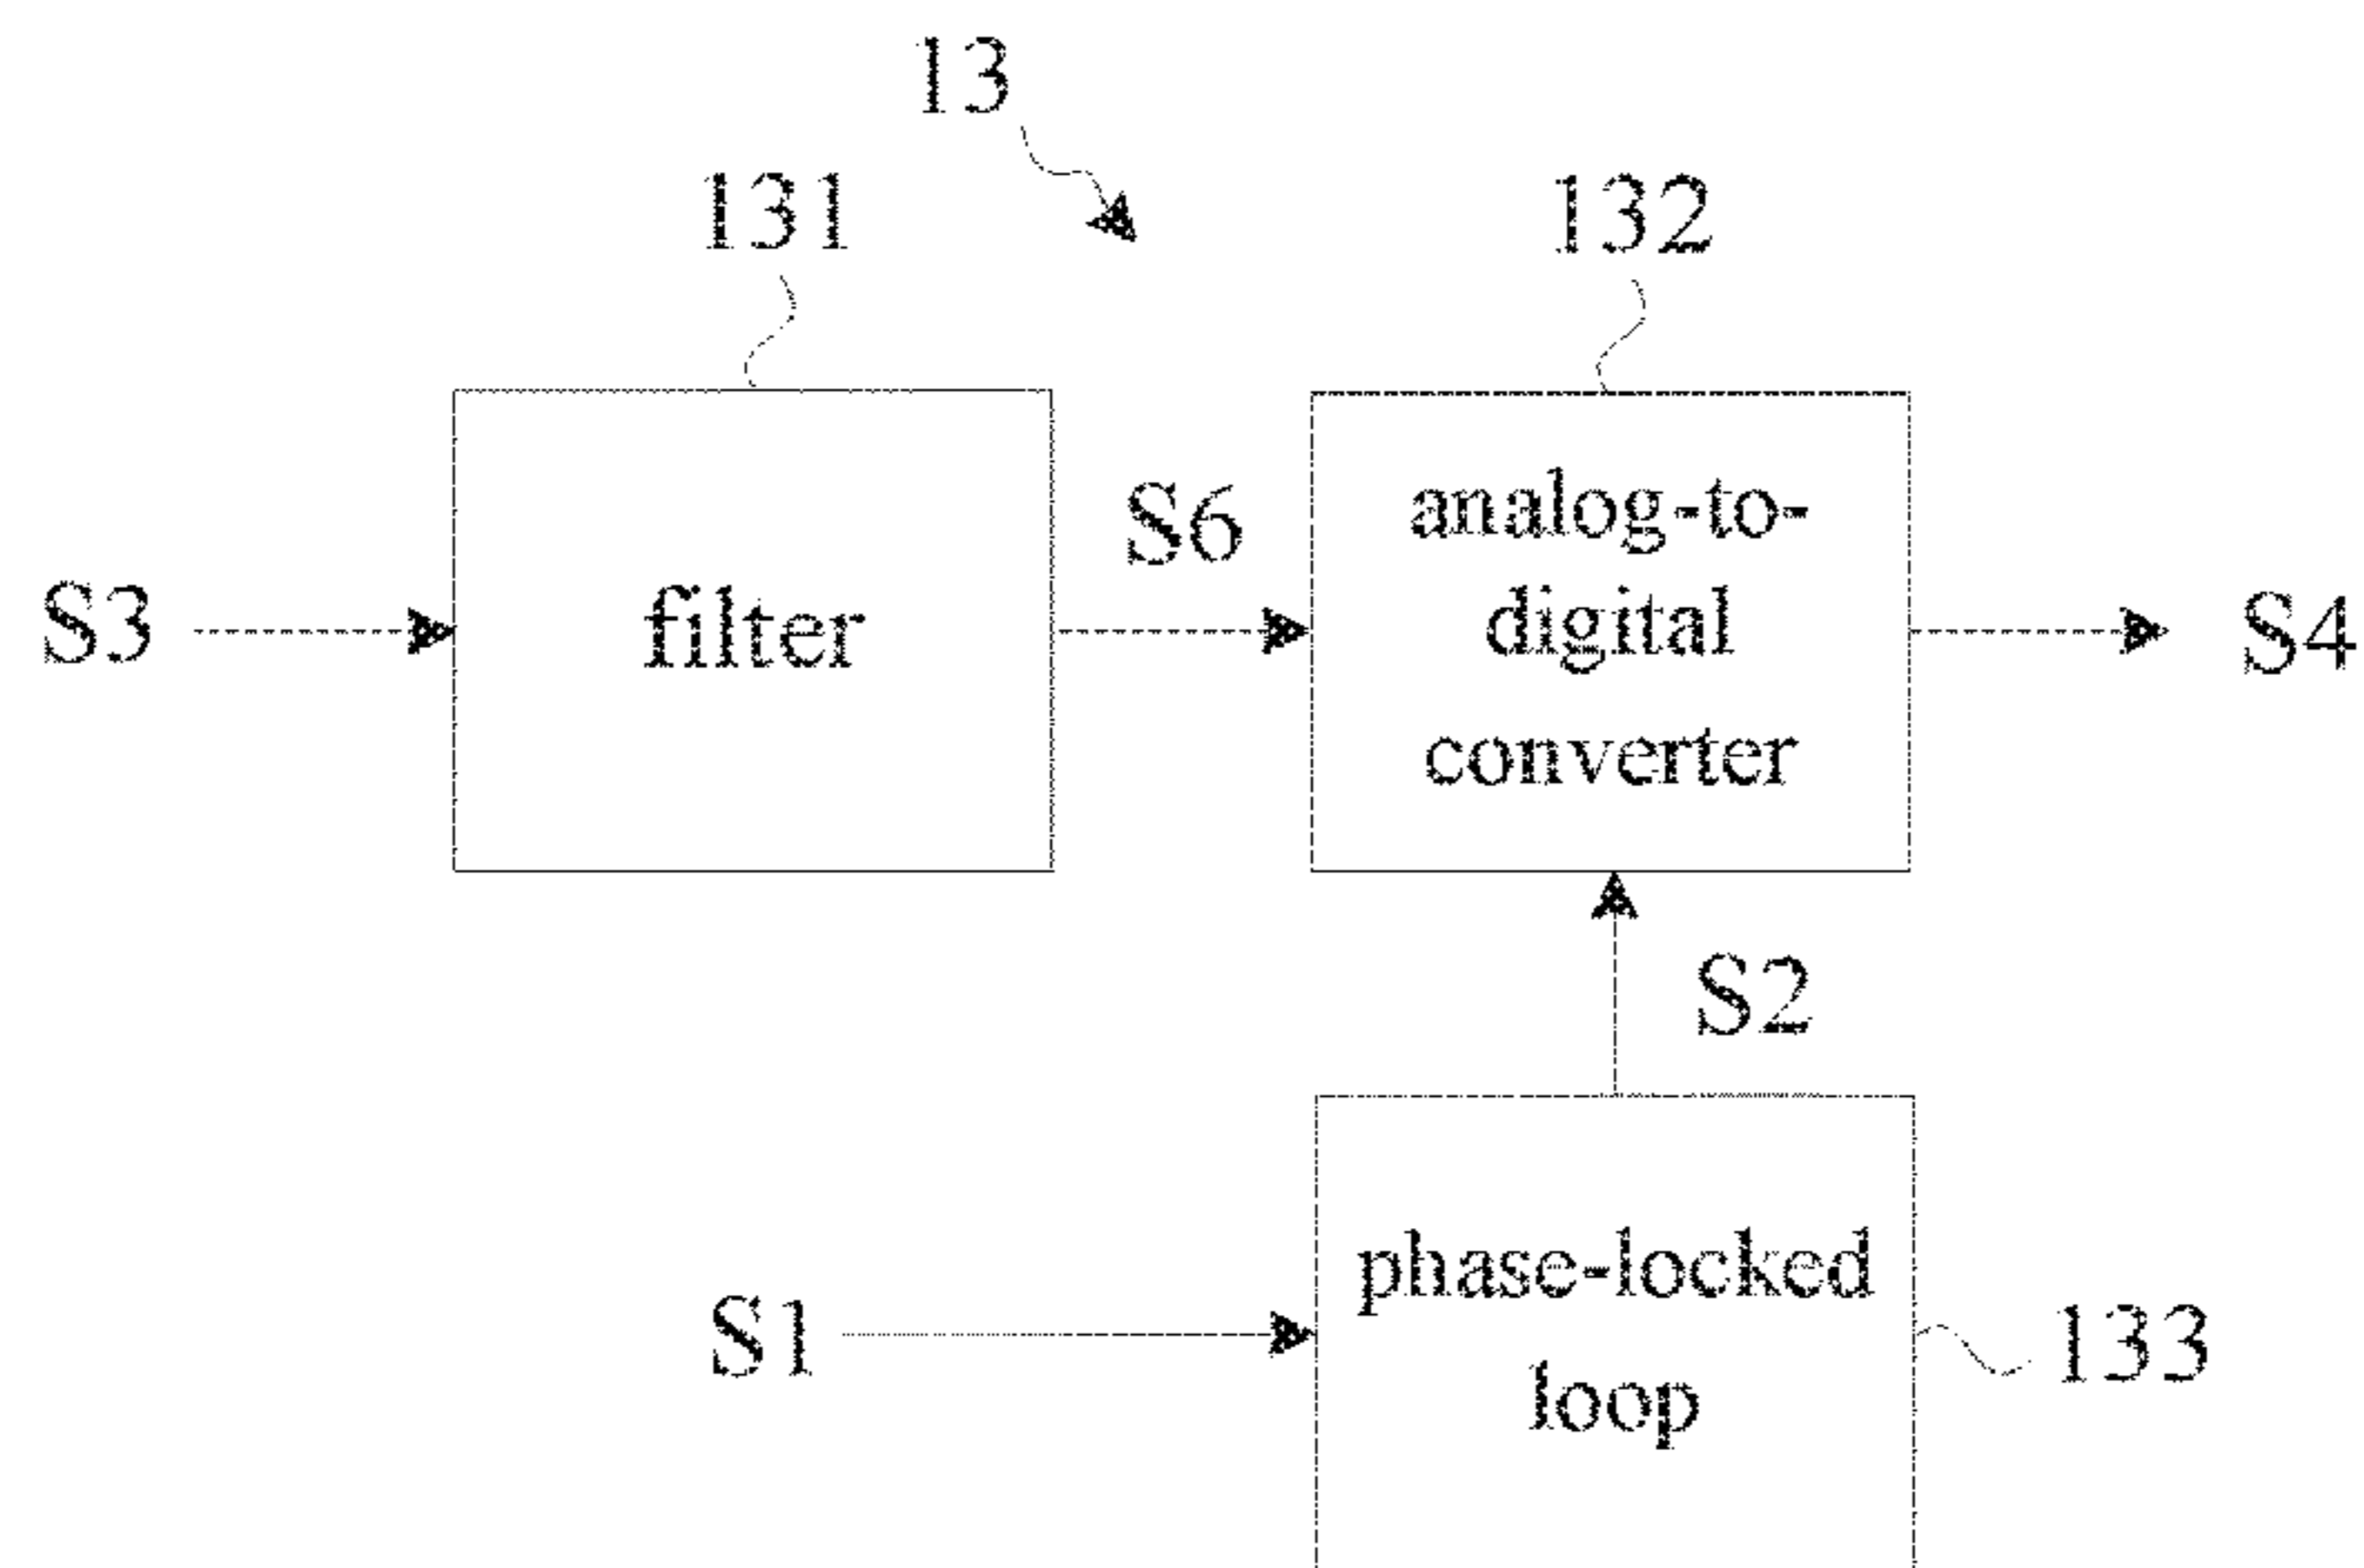 13
131
132
S3
filter
S6
analog-to-
digital
converter
S4
S2
S1
phase-locked
loop
133